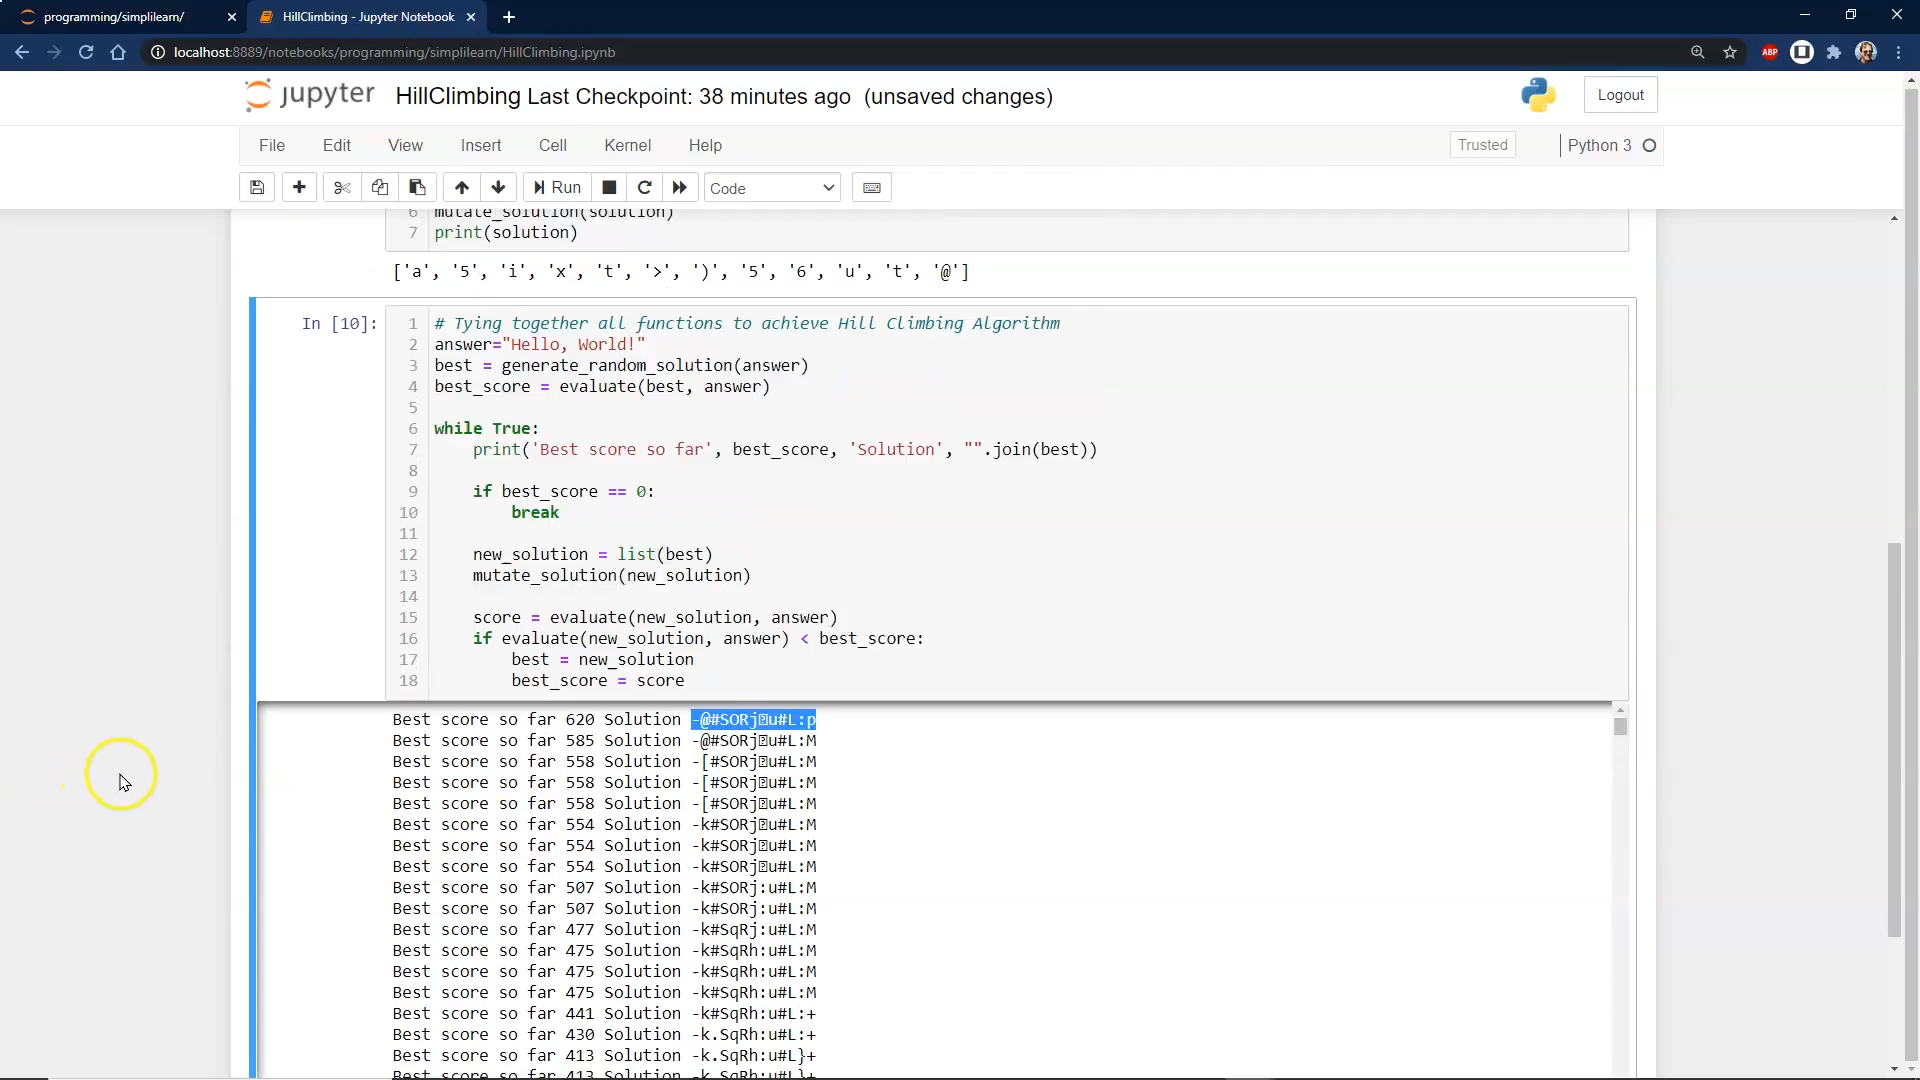 programming/simplilearn/
HillClimbing - Jupyter Notebook
localhost:8889/notebooks/programming/simplilearn/HillClimbing.ipynb
ABP
jupyter HillClimbing Last Checkpoint: 38 minutes ago (unsaved changes)
Logout
File Edit View Insert Cell Kernel Help
Trusted
Python 3
Run
Code
6 mutate_solution(solution)
7 print(solution)
['a', '5', 'i', 'x', 't', '>', ')', '5', '6', 'u', 't', '@']
In [10]:
1 # Tying together all functions to achieve Hill Climbing Algorithm
2 answer="Hello, World!"
3 best = generate_random_solution(answer)
4 best_score = evaluate(best, answer)
5
6 while True:
7 print('Best score so far', best_score, 'Solution', "".join(best))
8
9 if best_score == 0:
10 break
11
12 new_solution = list(best)
13 mutate_solution(new_solution)
14
15 score = evaluate(new_solution, answer)
16 if evaluate(new_solution, answer) < best_score:
17 best = new_solution
18 best_score = score
Best score so far 620 Solution -@#SORj⍰u#L:p
Best score so far 585 Solution -@#SORj⍰u#L:M
Best score so far 558 Solution -[#SORj⍰u#L:M
Best score so far 558 Solution -[#SORj⍰u#L:M
Best score so far 558 Solution -[#SORj⍰u#L:M
Best score so far 554 Solution -k#SORj⍰u#L:M
Best score so far 554 Solution -k#SORj⍰u#L:M
Best score so far 554 Solution -k#SORj⍰u#L:M
Best score so far 507 Solution -k#SORj:u#L:M
Best score so far 507 Solution -k#SORj:u#L:M
Best score so far 477 Solution -k#SqRj:u#L:M
Best score so far 475 Solution -k#SqRh:u#L:M
Best score so far 475 Solution -k#SqRh:u#L:M
Best score so far 475 Solution -k#SqRh:u#L:M
Best score so far 441 Solution -k#SqRh:u#L:+
Best score so far 430 Solution -k.SqRh:u#L:+
Best score so far 413 Solution -k.SqRh:u#L}+
Best score so far 413 Solution -k.SqRh:u#L}+